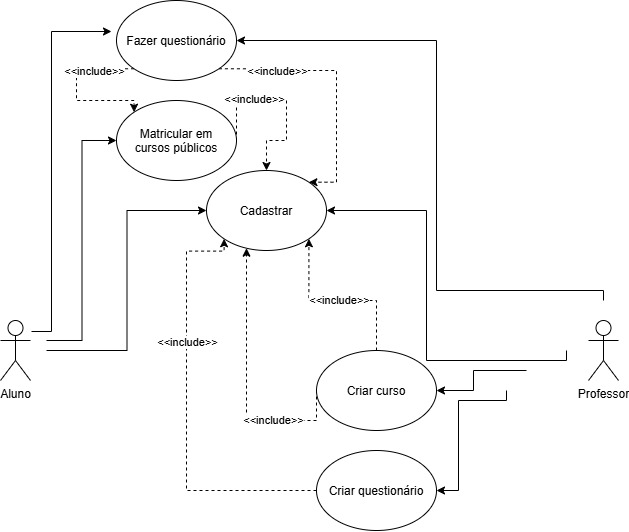 Fazer questionário
<<include>>
<<include>>
<<include>>
Matricular em
cursos públicos
Cadastrar
<<include>>
<<include>>
Aluno
Criar curso
Professor
<<include>>
Criar questionário